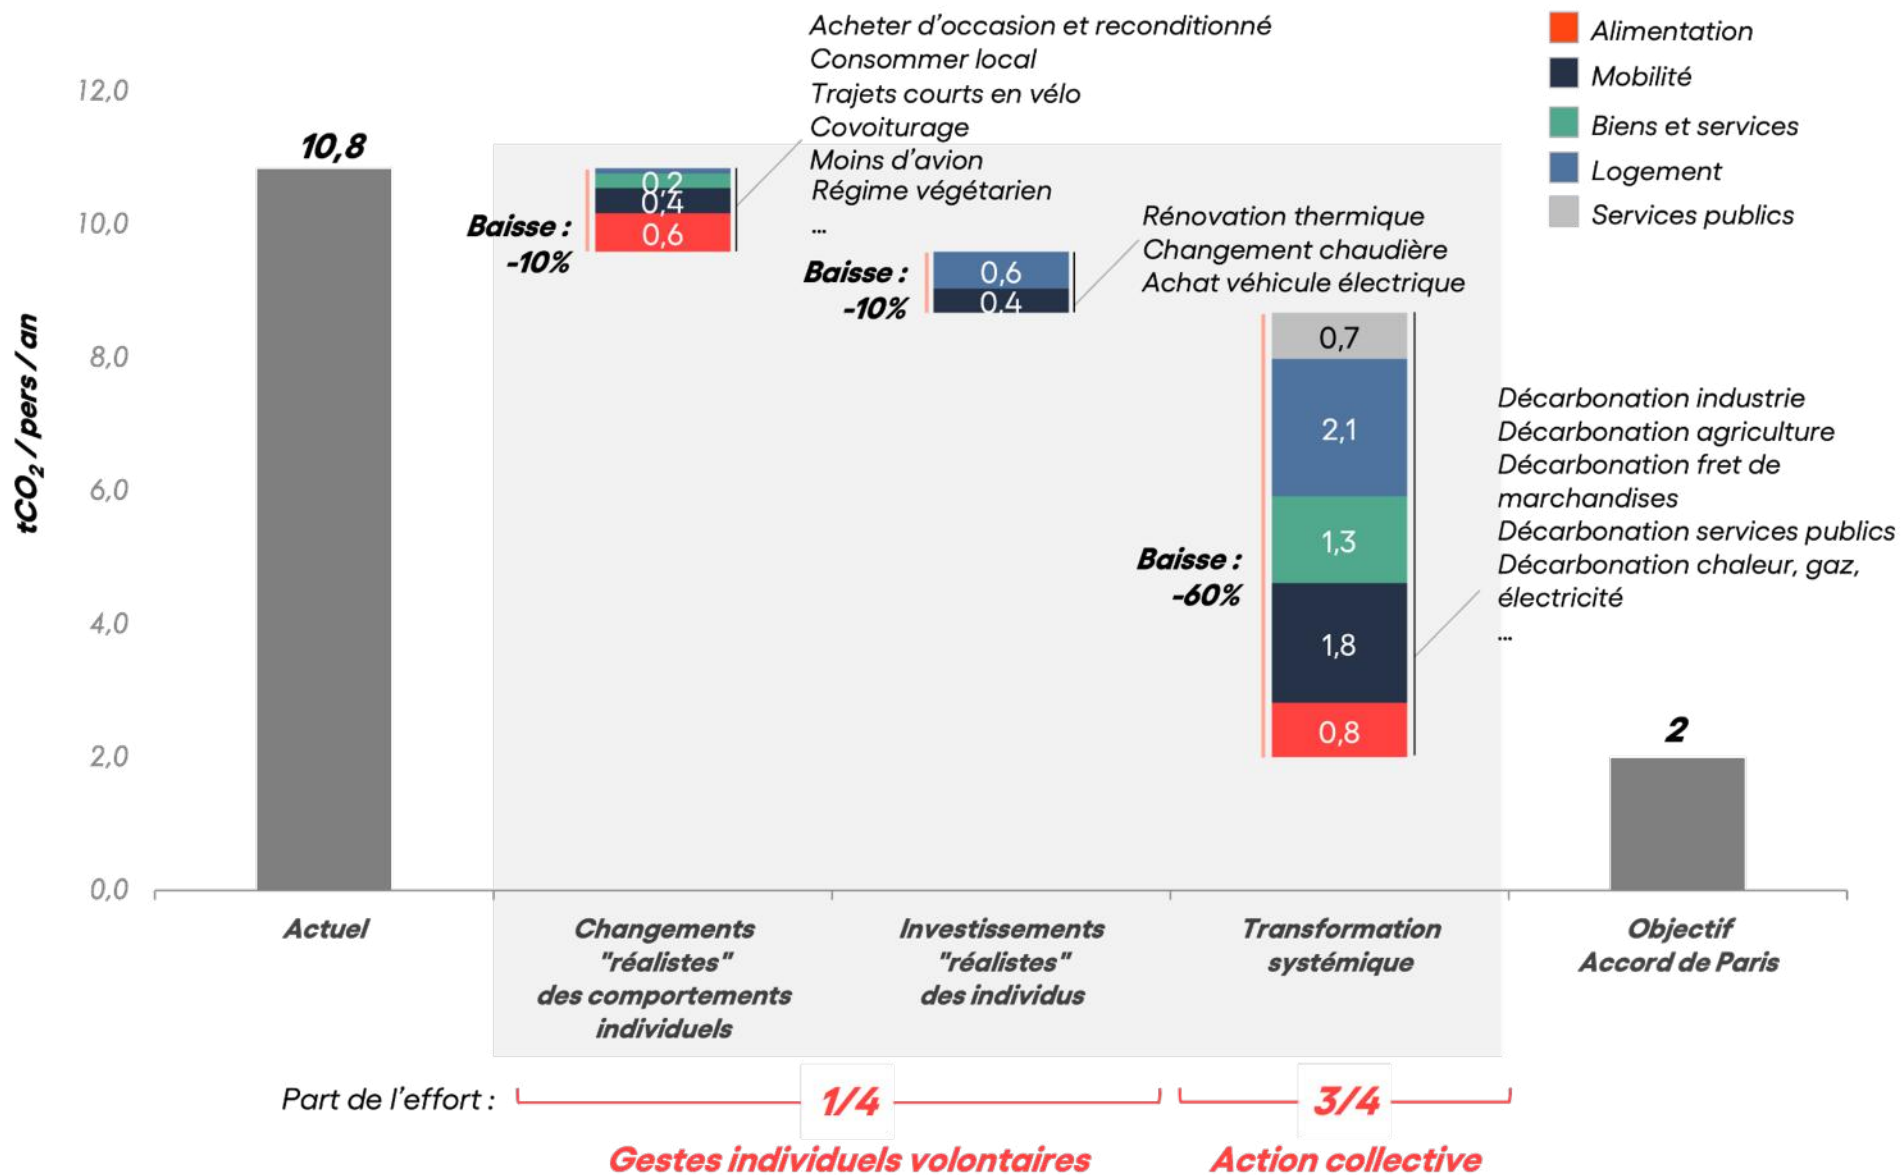 Acheter d'occasion et reconditionné
Consommer local
Trajets courts en vélo
Covoiturage
Moins d'avion
Régime végétarien
...
Alimentation
Mobilité
Biens et services
Logement
Services publics
tCO₂ / pers / an
12,0
10,0
8,0
6,0
4,0
2,0
0,0
10,8
Baisse :
-10%
0,2
0,4
0,6
Baisse :
-10%
0,6
0,4
Rénovation thermique
Changement chaudière
Achat véhicule électrique
Baisse :
-60%
0,7
2,1
1,3
1,8
0,8
Décarbonation industrie
Décarbonation agriculture
Décarbonation fret de
marchandises
Décarbonation services publics
Décarbonation chaleur, gaz,
électricité
...
2
Actuel
Changements
"réalistes"
des comportements
individuels
Investissements
"réalistes"
des individus
Transformation
systémique
Objectif
Accord de Paris
Part de l'effort :
1/4
3/4
Gestes individuels volontaires
Action collective